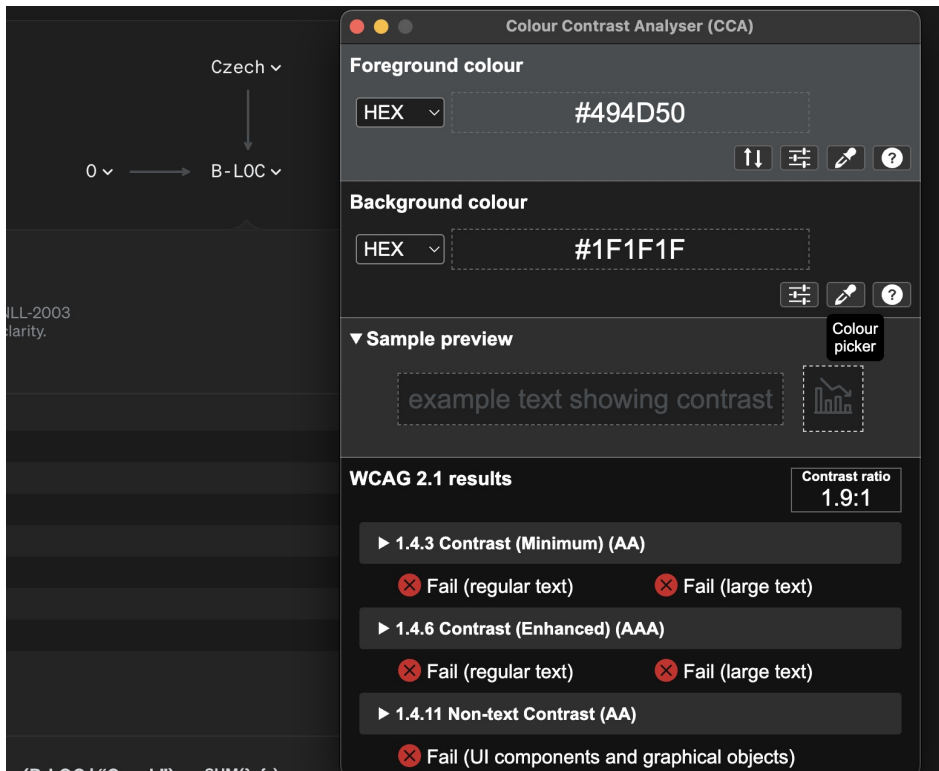 Colour Contrast Analyser (CCA)
Czech
0
B-LOC
NLL-2003
clarity.
Foreground colour
HEX
#494D50
Background colour
HEX
#1F1F1F
Colour
picker
Sample preview
example text showing contrast
WCAG 2.1 results
Contrast ratio
1.9:1
1.4.3 Contrast (Minimum) (AA)
Fail (regular text) Fail (large text)
1.4.6 Contrast (Enhanced) (AAA)
Fail (regular text) Fail (large text)
1.4.11 Non-text Contrast (AA)
Fail (UI components and graphical objects)